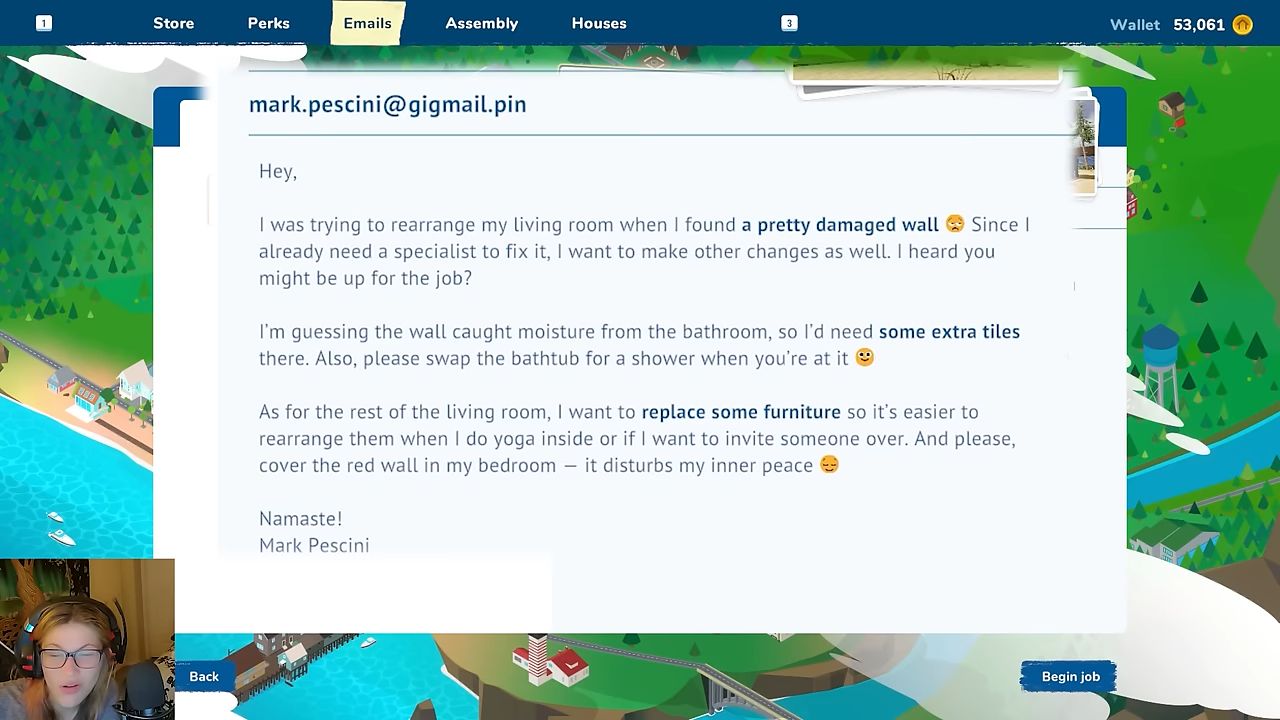 1 Store Perks Emails Assembly Houses 3 Wallet 53,061
mark.pescini@gigmail.pin
Hey,
I was trying to rearrange my living room when I found a pretty damaged wall 😞 Since I
already need a specialist to fix it, I want to make other changes as well. I heard you
might be up for the job?
I'm guessing the wall caught moisture from the bathroom, so I'd need some extra tiles
there. Also, please swap the bathtub for a shower when you're at it 🙂
As for the rest of the living room, I want to replace some furniture so it's easier to
rearrange them when I do yoga inside or if I want to invite someone over. And please,
cover the red wall in my bedroom — it disturbs my inner peace 😌
Namaste!
Mark Pescini
Back Begin job